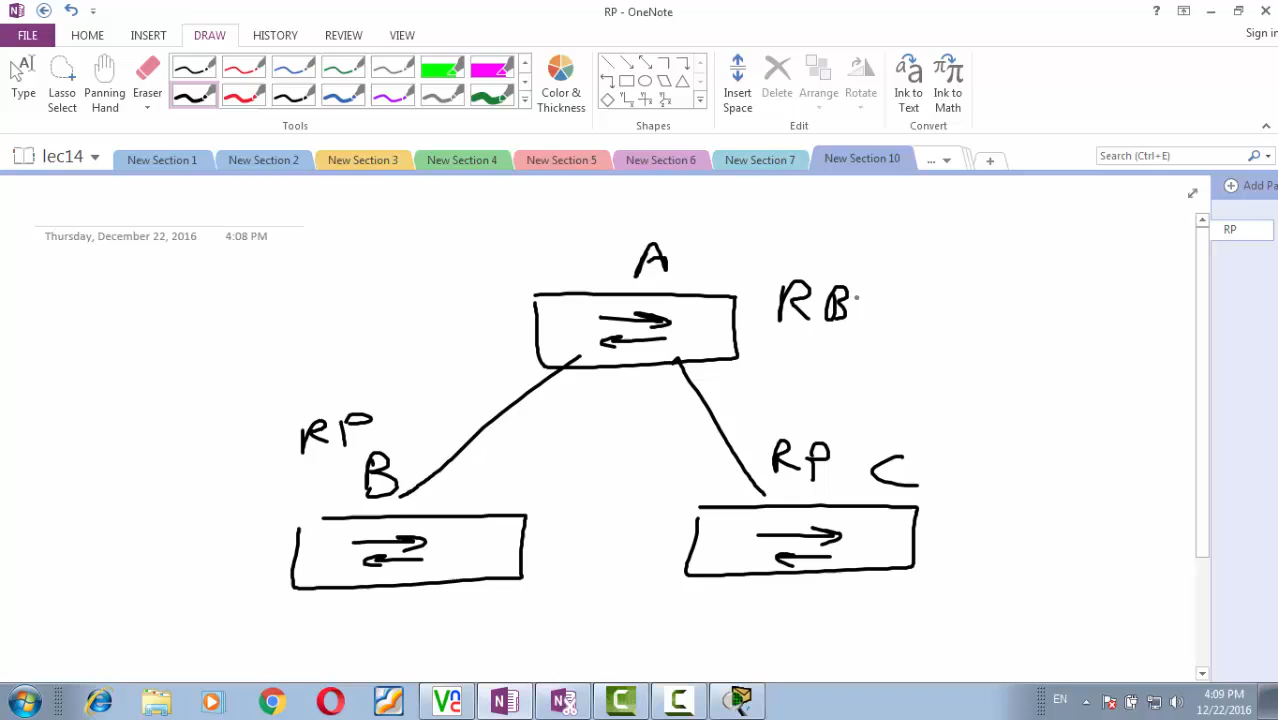 RP - OneNote
Sign in
FILE HOME INSERT DRAW HISTORY REVIEW VIEW
Type
Lasso Select
Panning Hand
Eraser
Color & Thickness
Insert Space
Delete
Arrange
Rotate
Ink to Text
Ink to Math
Tools
Shapes
Edit
Convert
lec14
New Section 1
New Section 2
New Section 3
New Section 4
New Section 5
New Section 6
New Section 7
New Section 10
...
Search (Ctrl+E)
Add Pa
RP
Thursday, December 22, 2016 4:08 PM
A
RB
RP
B
RP C
EN
4:09 PM
12/22/2016